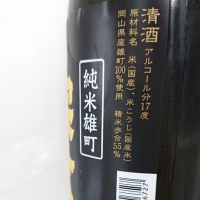 清酒 アルコール分17度
原材料名 米(国産)、米こうじ(国産米)
岡山県産雄町100%使用 精米歩合55%
純米雄町